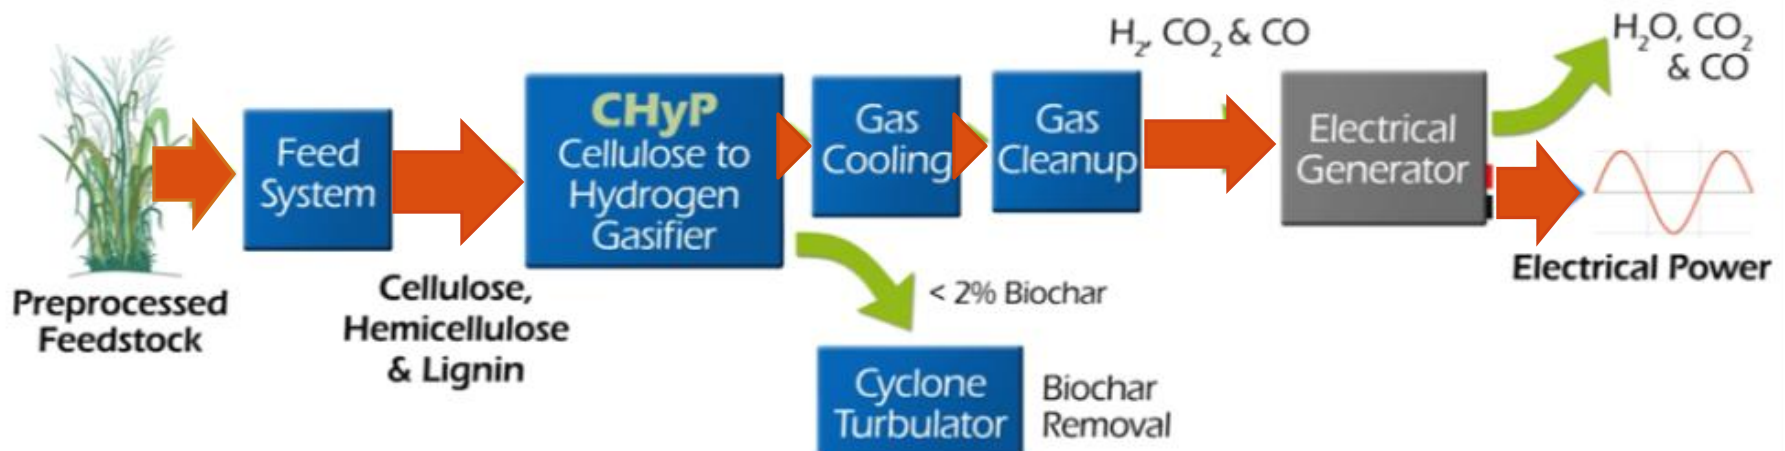 Preprocessed
Feedstock
Feed
System
Cellulose,
Hemicellulose
& Lignin
CHyP
Cellulose to
Hydrogen
Gasifier
< 2% Biochar
Cyclone
Turbulator
Biochar
Removal
Gas
Cooling
Gas
Cleanup
H₂, CO₂ & CO
Electrical
Generator
H₂O, CO₂
& CO
Electrical Power